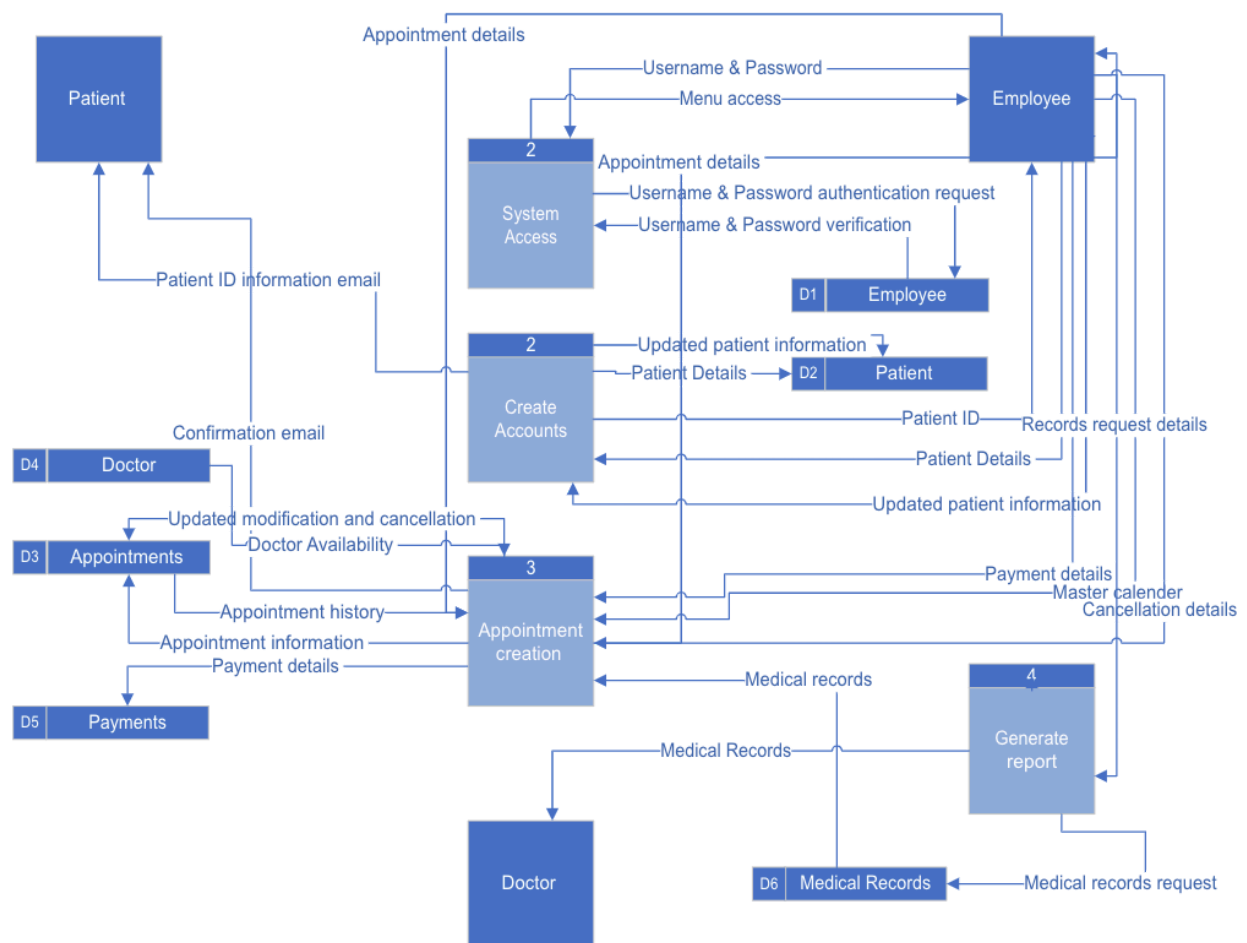 Appointment details
Patient
Username & Password
Employee
Menu access
2
Appointment details
System
Access
Username & Password authentication request
Username & Password verification
Patient ID information email
D1
Employee
2
Updated patient information
Patient Details
D2
Patient
Create
Accounts
Patient ID
Records request details
Confirmation email
D4
Doctor
Patient Details
Updated patient information
Updated modification and cancellation
Doctor Availability
D3
Appointments
3
Payment details
Master calender
Cancellation details
Appointment history
Appointment
creation
Appointment information
Payment details
Medical records
4
D5
Payments
Generate
report
Medical Records
Doctor
D6
Medical Records
Medical records request